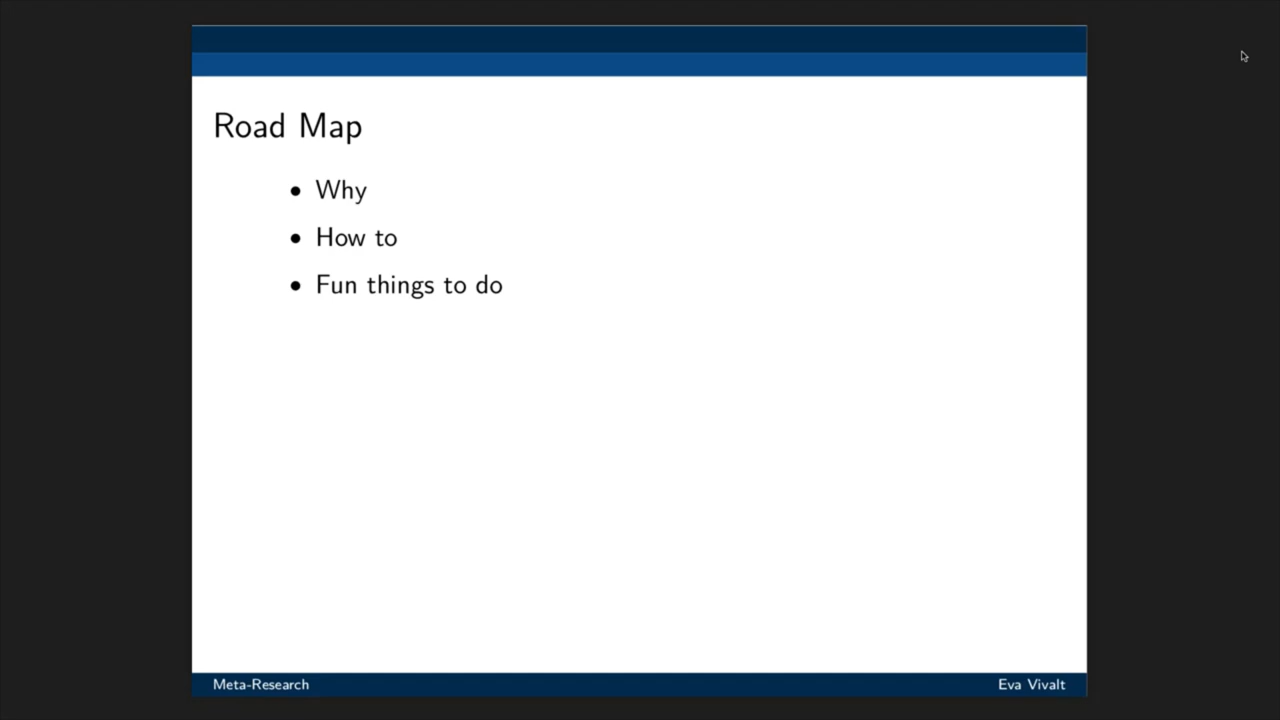 Road Map
• Why
• How to
• Fun things to do
Meta-Research
Eva Vivalt